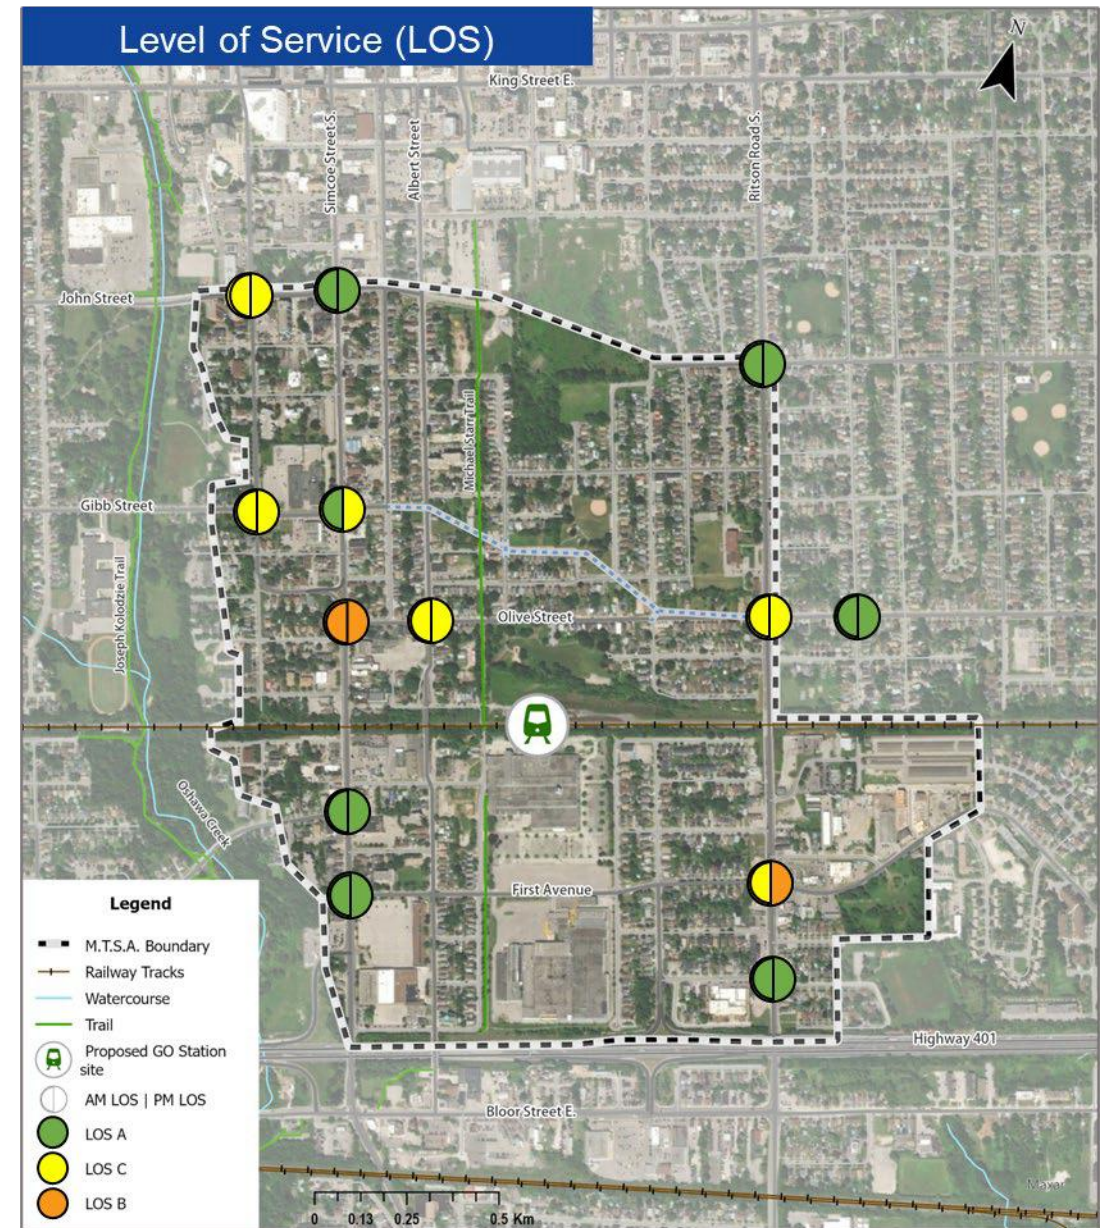 Level of Service (LOS)
N
King Street E.
Simcoe Street S.
Albert Street
Ritson Road S.
John Street
Michael Starr Trail
Gibb Street
Joseph Kolodzie Trail
Olive Street
Oshawa Creek
First Avenue
Legend
M.T.S.A. Boundary
Railway Tracks
Watercourse
Trail
Proposed GO Station
site
AM LOS | PM LOS
LOS A
LOS C
LOS B
Highway 401
Bloor Street E.
Maxar
0 0.13 0.25 0.5 Km